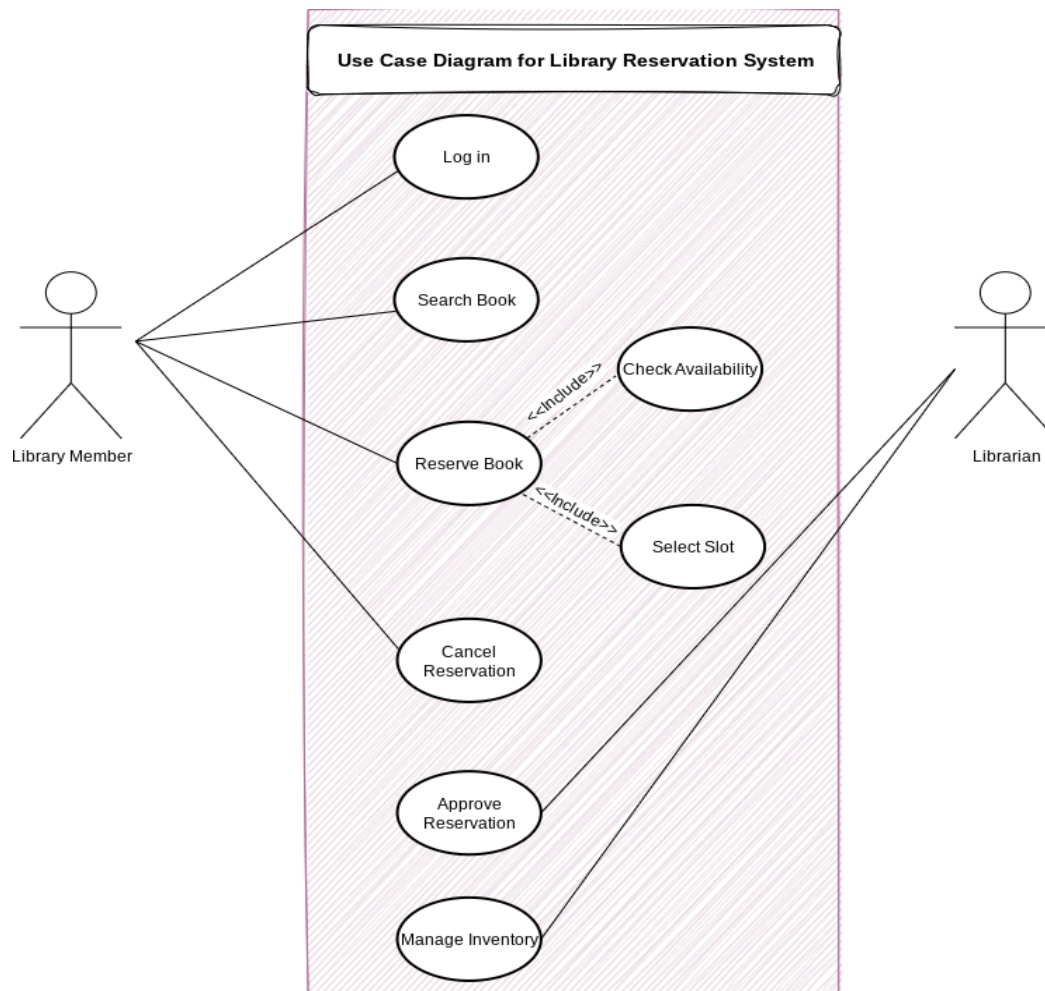 Use Case Diagram for Library Reservation System
Log in
Search Book
Check Availability
<<Include>>
Reserve Book
<<Include>>
Select Slot
Library Member
Librarian
Cancel
Reservation
Approve
Reservation
Manage Inventory